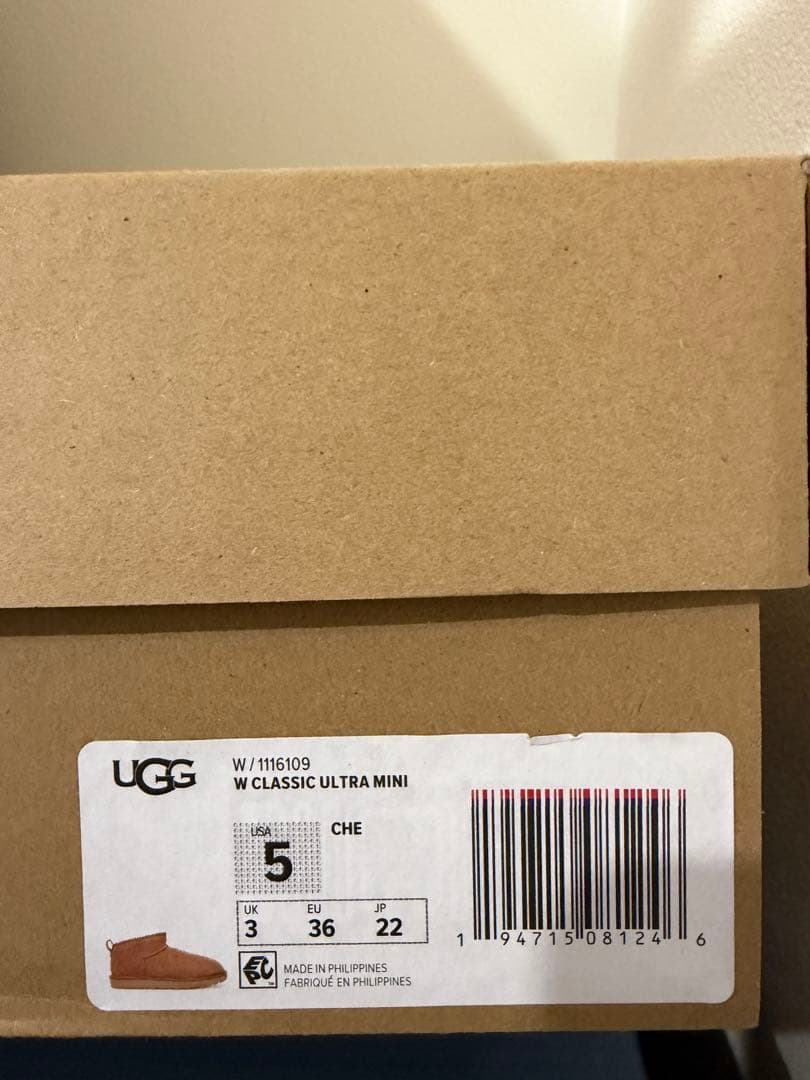 UGG
W / 1116109
W CLASSIC ULTRA MINI
USA
5
CHE
UK EU JP
3 36 22
MADE IN PHILIPPINES
FABRIQUÉ EN PHILIPPINES
1 94715 08124 6